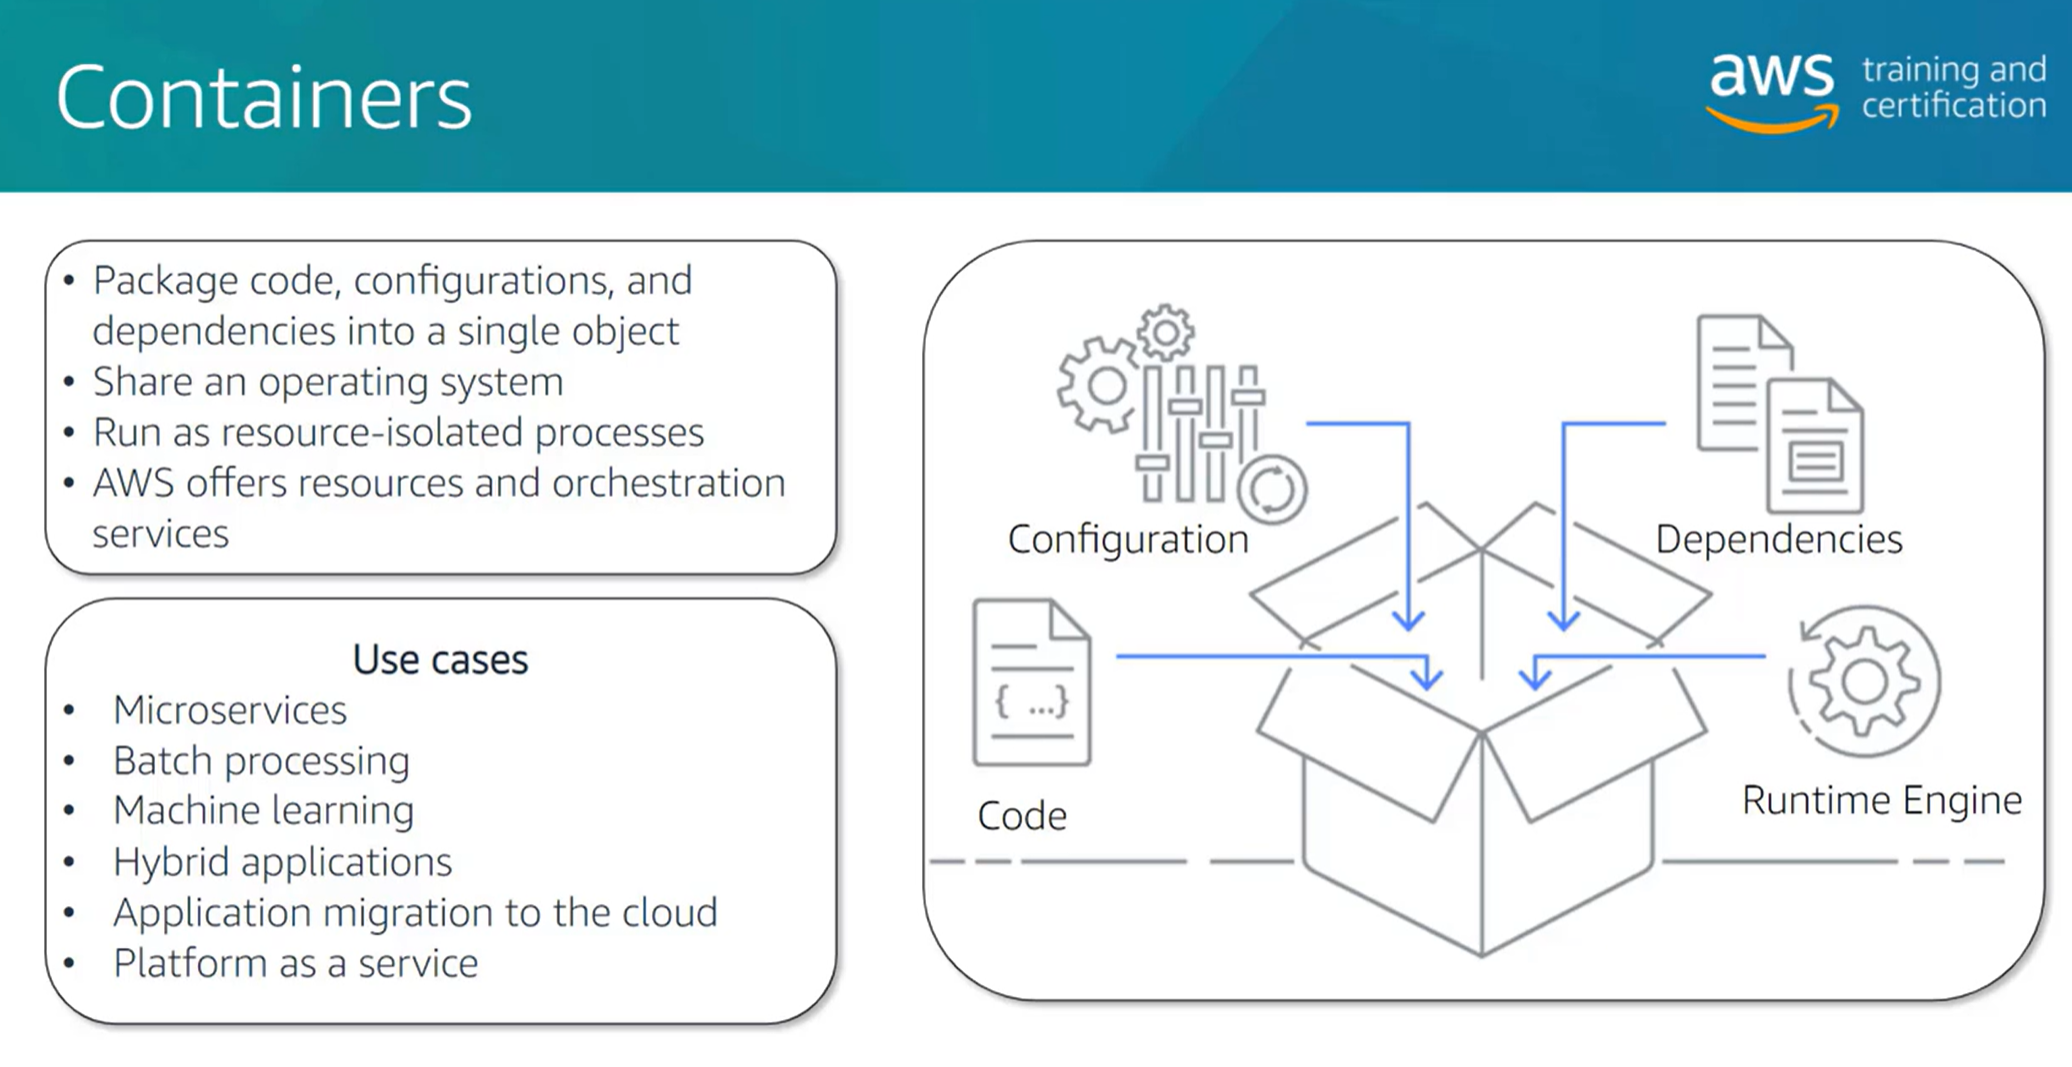 Containers
aws training and
certification
• Package code, configurations, and
dependencies into a single object
• Share an operating system
• Run as resource-isolated processes
• AWS offers resources and orchestration
services
Use cases
• Microservices
• Batch processing
• Machine learning
• Hybrid applications
• Application migration to the cloud
• Platform as a service
Configuration
Dependencies
{ ...}
Code
Runtime Engine